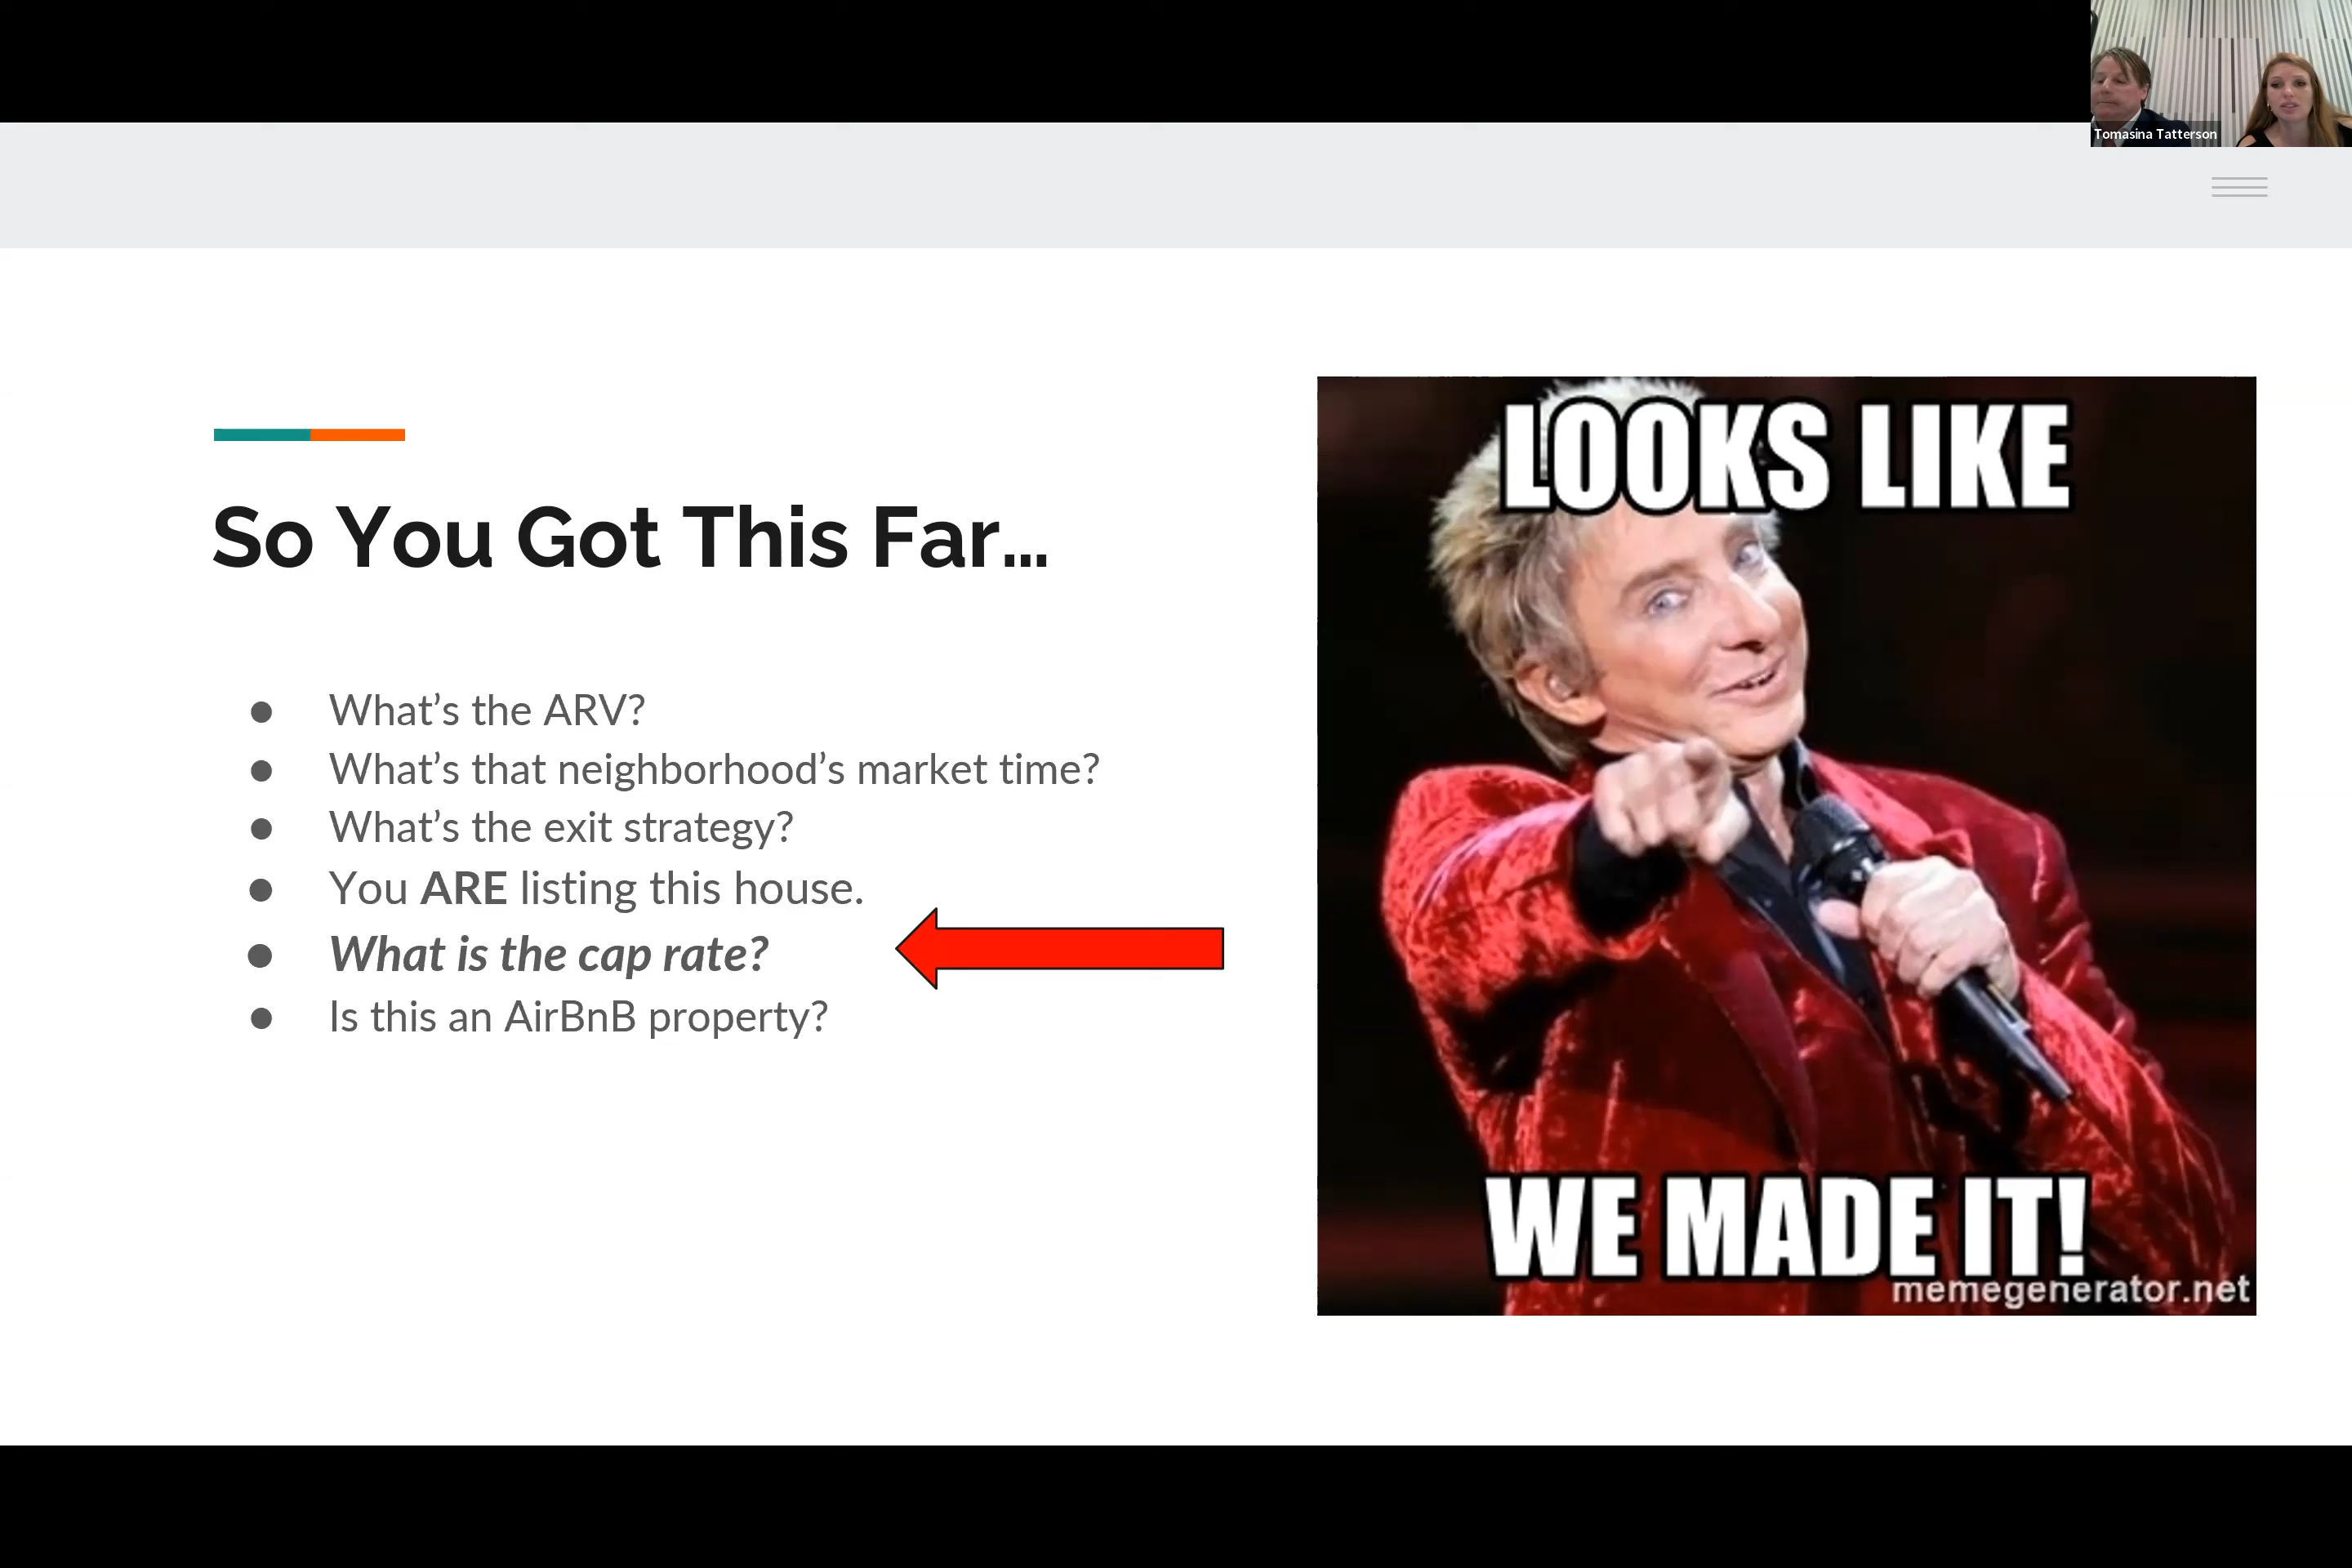 Tomasina Tatterson
So You Got This Far...
● What’s the ARV?
● What’s that neighborhood’s market time?
● What’s the exit strategy?
● You ARE listing this house.
● What is the cap rate?
● Is this an AirBnB property?
LOOKS LIKE
WE MADE IT!
memegenerator.net